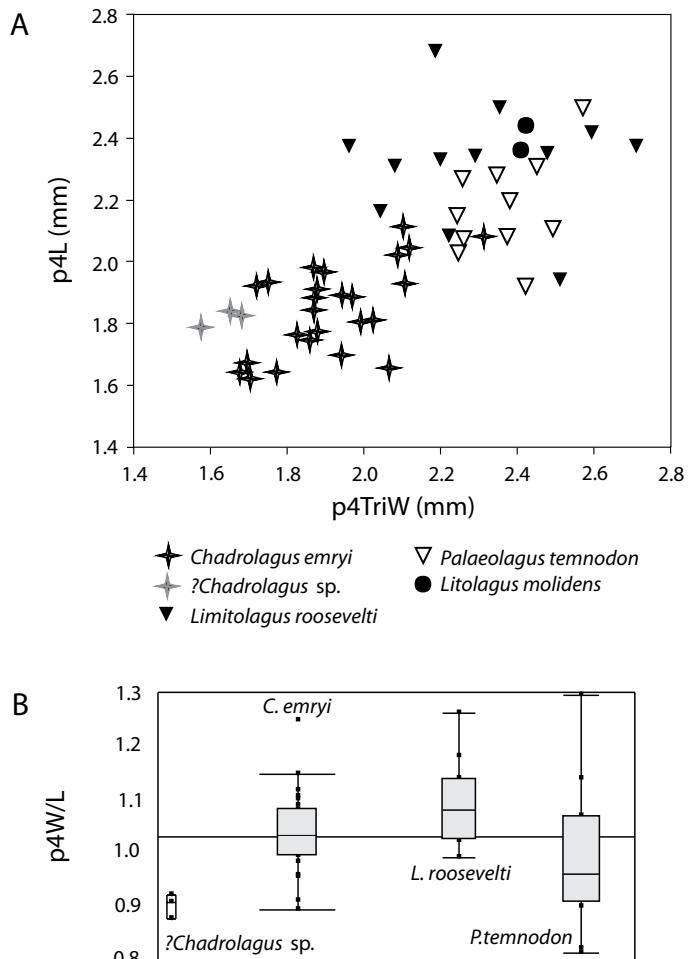 A
2.8
2.6
2.4
2.2
2.0
1.8
1.6
1.4
p4L (mm)
1.4 1.6 1.8 2.0 2.2 2.4 2.6 2.8
p4TriW (mm)
Chadrolagus emryi
?Chadrolagus sp.
Limitolagus roosevelti
Palaeolagus temnodon
Litolagus molidens
B
1.3
1.2
1.1
1.0
0.9
0.8
p4W/L
C. emryi
L. roosevelti
?Chadrolagus sp.
P.temnodon